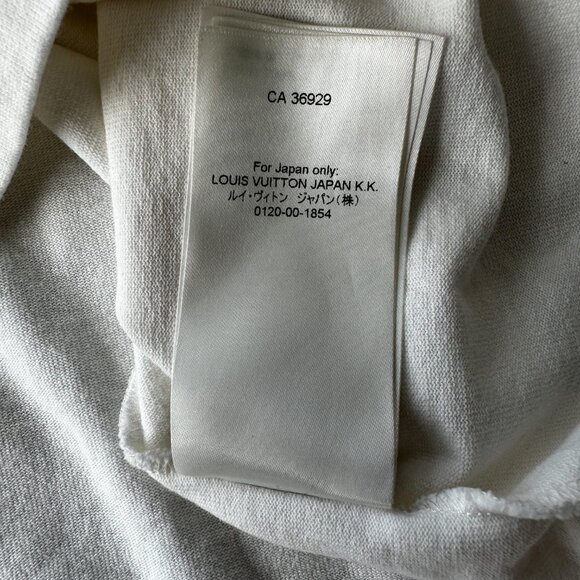 CA 36929
For Japan only:
LOUIS VUITTON JAPAN K.K.
ルイ・ヴィトン ジャパン(株)
0120-00-1854